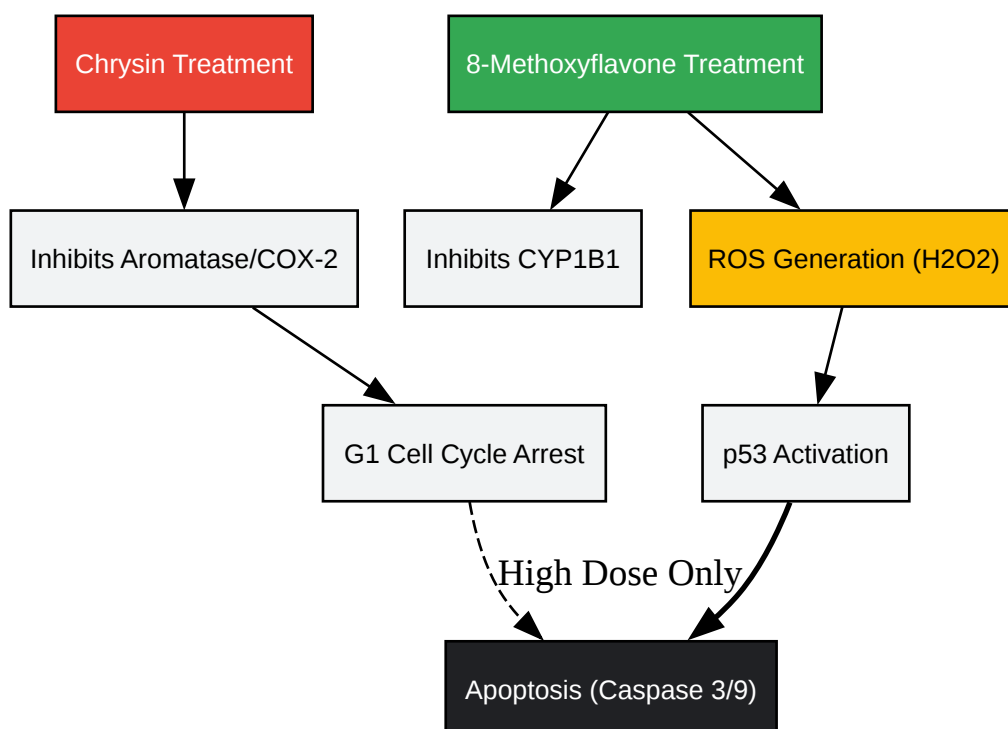 Chrysin Treatment
8-Methoxyflavone Treatment
Inhibits Aromatase/COX-2
Inhibits CYP1B1
ROS Generation (H2O2)
G1 Cell Cycle Arrest
p53 Activation
High Dose Only
Apoptosis (Caspase 3/9)